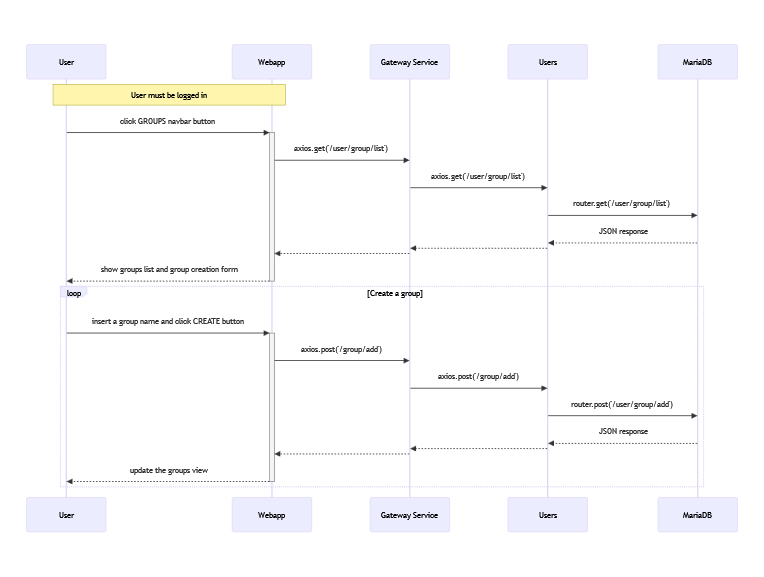 User
Webapp
Gateway Service
Users
MariaDB
User must be logged in
click GROUPS navbar button
axios.get('/user/group/list')
axios.get('/user/group/list')
router.get('/user/group/list')
JSON response
show groups list and group creation form
loop
[Create a group]
insert a group name and click CREATE button
axios.post('/group/add')
axios.post('/group/add')
router.post('/user/group/add')
JSON response
update the groups view
User
Webapp
Gateway Service
Users
MariaDB